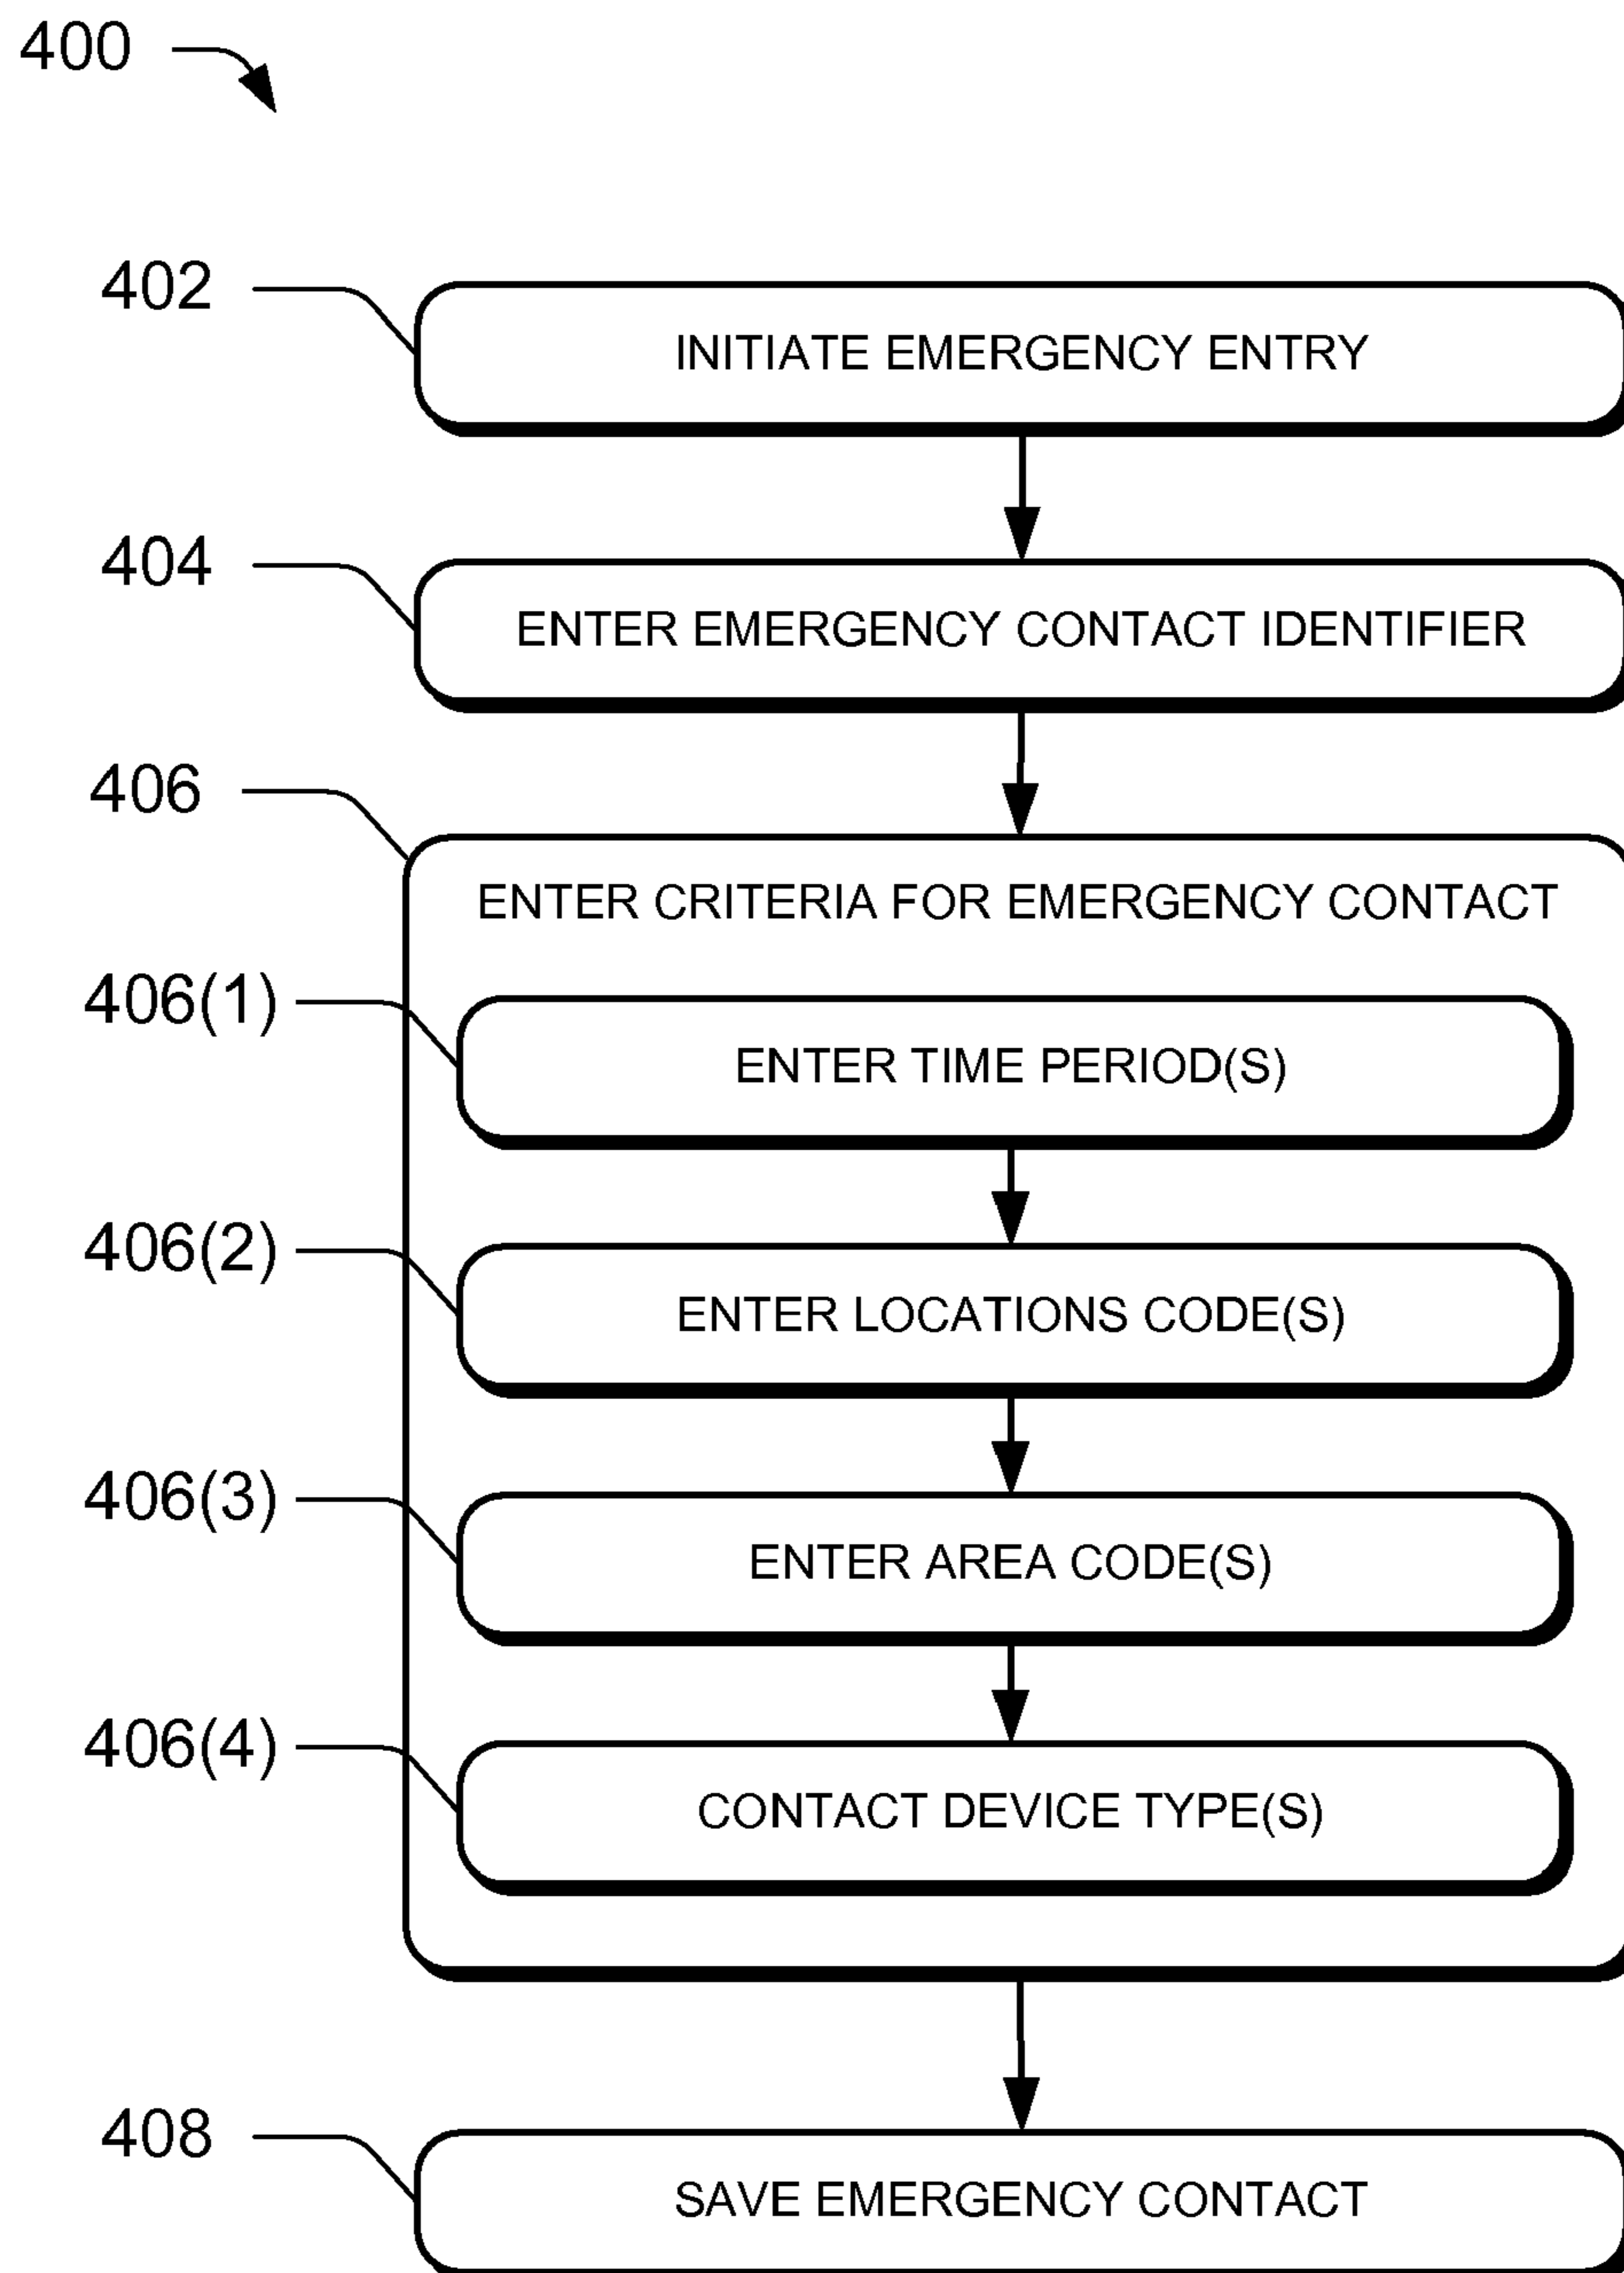 400
402
INITIATE EMERGENCY ENTRY
404
ENTER EMERGENCY CONTACT IDENTIFIER
406
ENTER CRITERIA FOR EMERGENCY CONTACT
406(1)
ENTER TIME PERIOD(S)
406(2)
ENTER LOCATIONS CODE(S)
406(3)
ENTER AREA CODE(S)
406(4)
CONTACT DEVICE TYPE(S)
408
SAVE EMERGENCY CONTACT